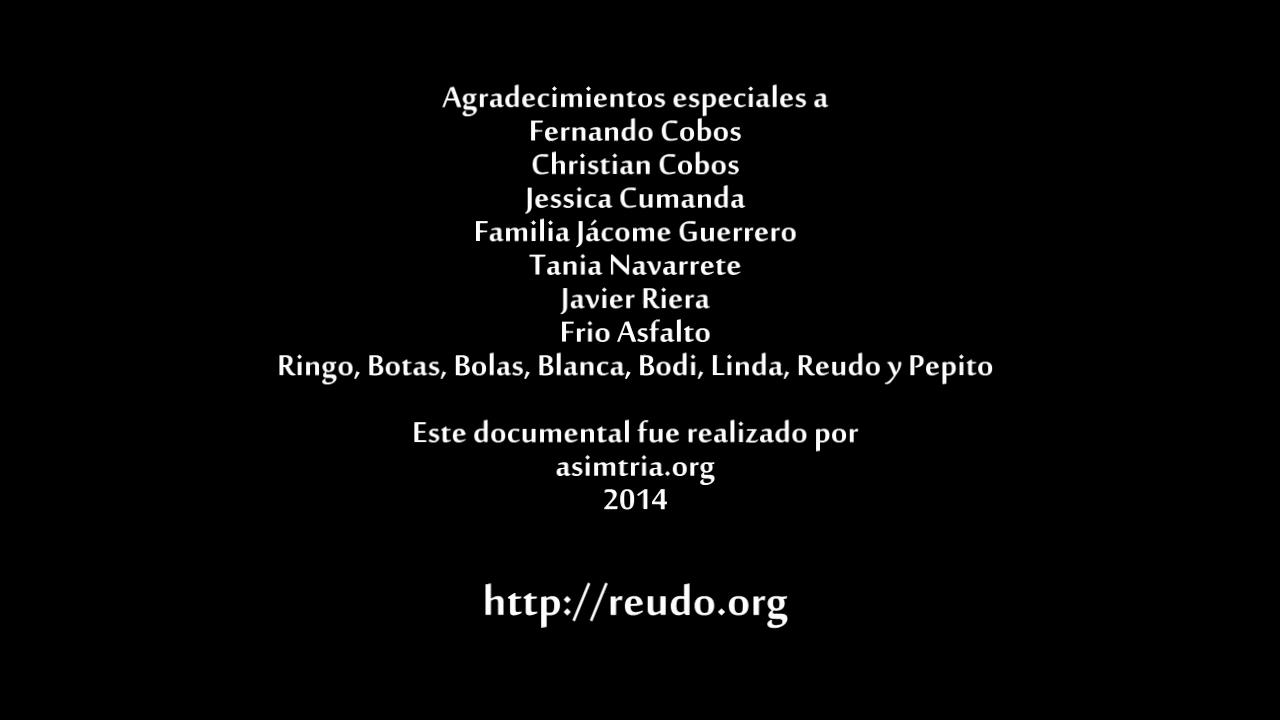 Agradecimientos especiales a
Fernando Cobos
Christian Cobos
Jessica Cumanda
Familia Jácome Guerrero
Tania Navarrete
Javier Riera
Frio Asfalto
Ringo, Botas, Bolas, Blanca, Bodi, Linda, Reudo y Pepito
Este documental fue realizado por
asimtria.org
2014
http://reudo.org